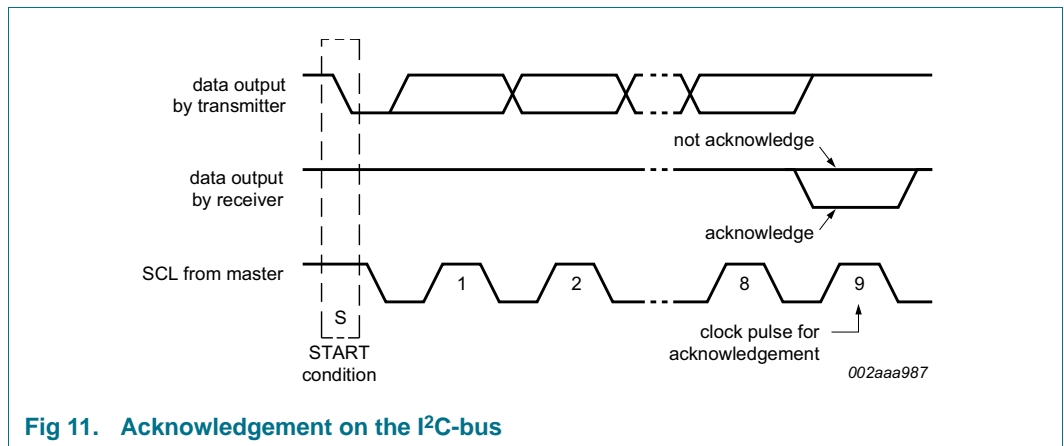 data output
by transmitter
not acknowledge
data output
by receiver
acknowledge
SCL from master
1
2
8
9
S
START
condition
clock pulse for
acknowledgement
002aaa987
Fig 11. Acknowledgement on the I²C-bus